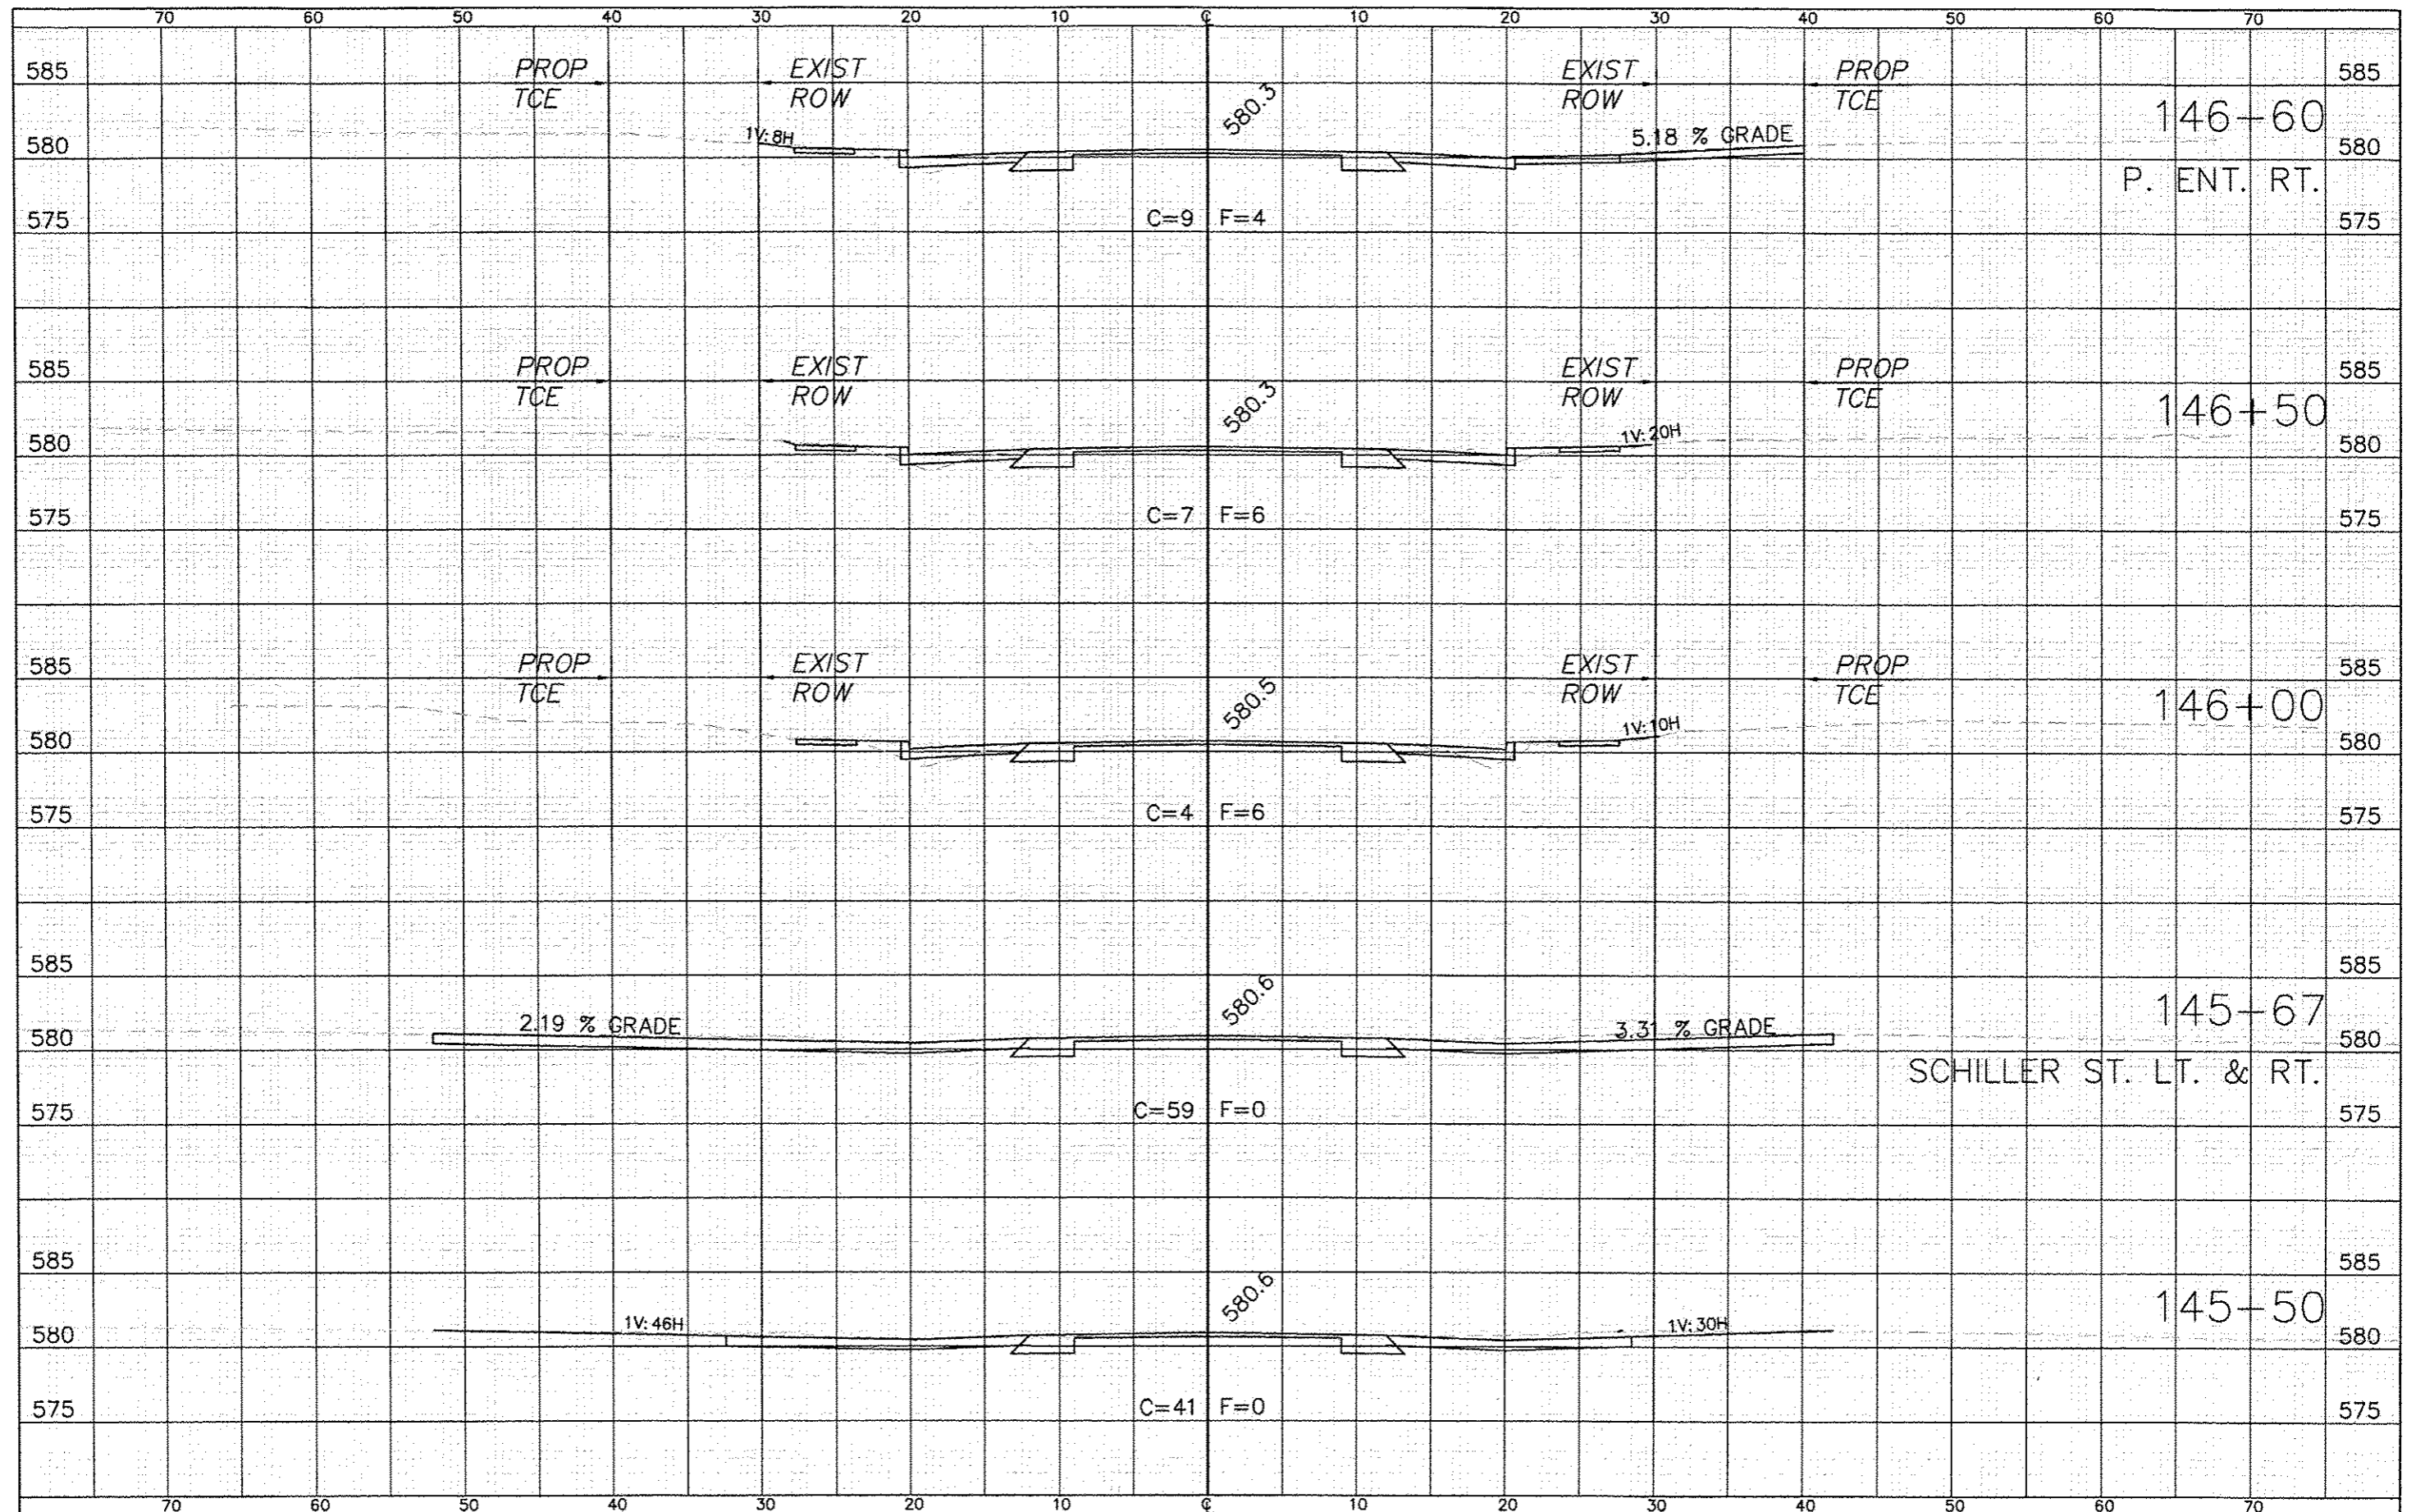 70 60 50 40 30 20 10 ℄ 10 20 30 40 50 60 70
585 PROP EXIST EXIST PROP 585
TCE ROW 580.3 ROW TCE
146+60
1V:8H 5.18 % GRADE
580 580
P. ENT. RT.
C=9 F=4
575 575
585 PROP EXIST EXIST PROP 585
TCE ROW 580.3 ROW TCE
146+50
1V:20H
580 580
C=7 F=6
575 575
585 PROP EXIST EXIST PROP 585
TCE ROW 580.5 ROW TCE
146+00
1V:10H
580 580
C=4 F=6
575 575
585 585
580.6
145+67
2.19 % GRADE 3.31 % GRADE
580 580
SCHILLER ST. LT. & RT.
C=59 F=0
575 575
585 585
580.6
145+50
1V:46H 1V:30H
580 580
C=41 F=0
575 575
70 60 50 40 30 20 10 ℄ 10 20 30 40 50 60 70